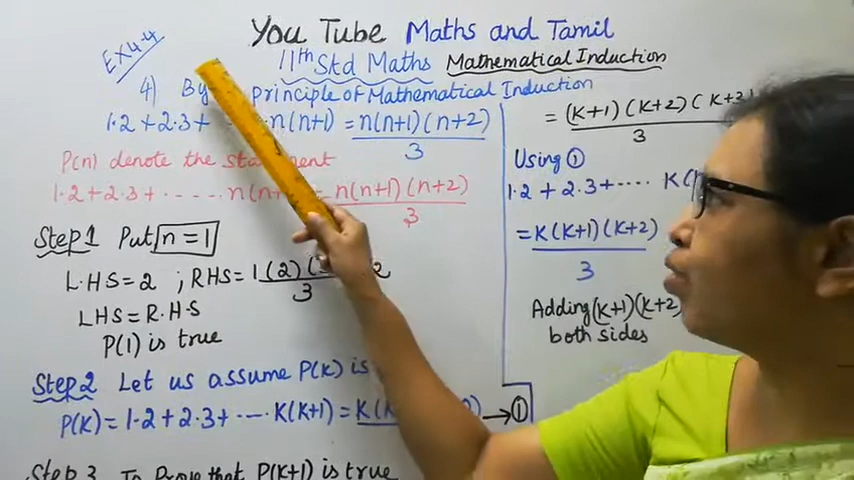 You Tube Maths and Tamil
Ex 4.4
11th Std Maths Mathematical Induction
4) By principle of Mathematical Induction
1·2 + 2·3 + n(n+1) = n(n+1)(n+2)/3
P(n) denote the statement
1·2 + 2·3 + ······ n(n = n(n+1)(n+2)/3
Step 1 Put n = 1
L·HS = 2 ; RHS = 1(2)( /3
LHS = R·H·S
P(1) is true
Step 2 Let us assume P(k) is
P(k) = 1·2 + 2·3 + ···· k(k+1) = → ①
Step 3 To Prove that P(k+1) is true
= (k+1)(k+2)(k+3 /3
Using ①
1·2 + 2·3 + ···· k(
= k(k+1)(k+2)/3
Adding (k+1)(k+2)
both sides